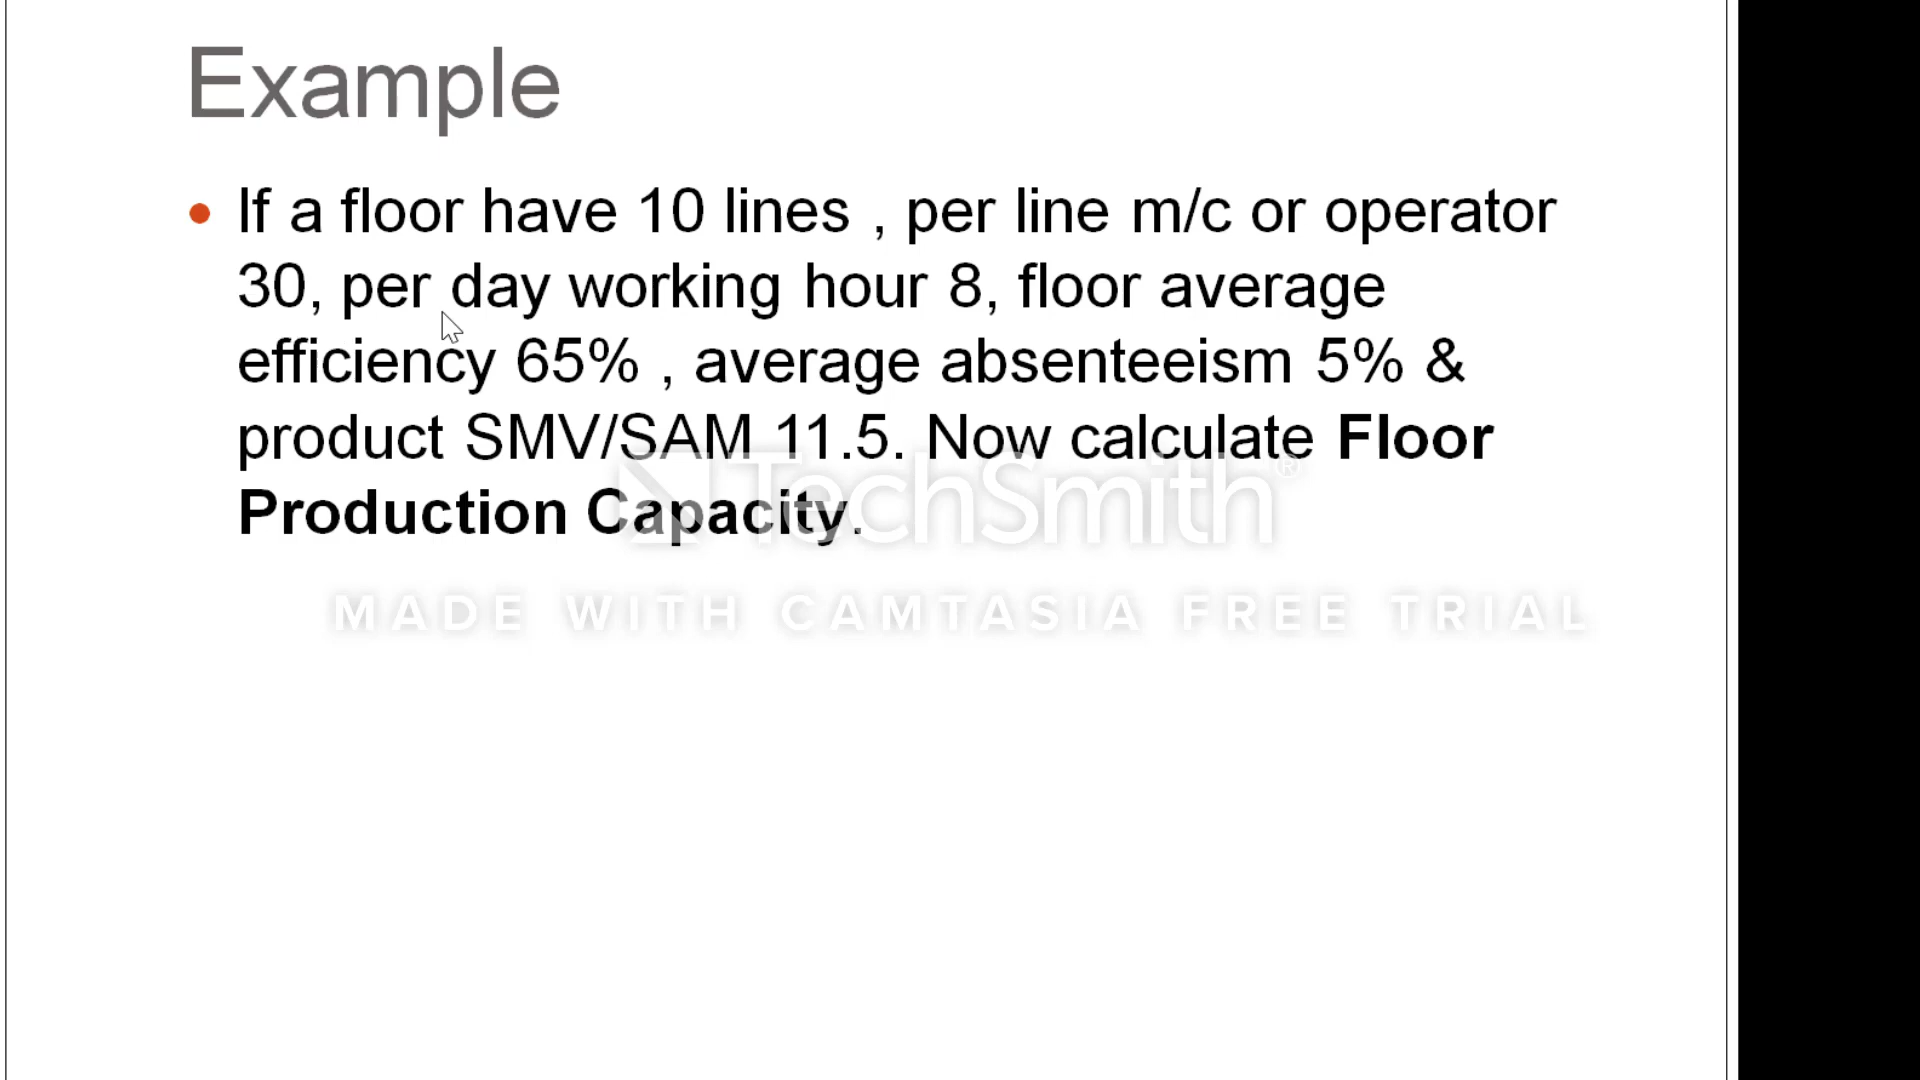 Example
• If a floor have 10 lines , per line m/c or operator
30, per day working hour 8, floor average
efficiency 65% , average absenteeism 5% &
product SMV/SAM 11.5. Now calculate Floor
Production Capacity.
TechSmith®
MADE WITH CAMTASIA FREE TRIAL